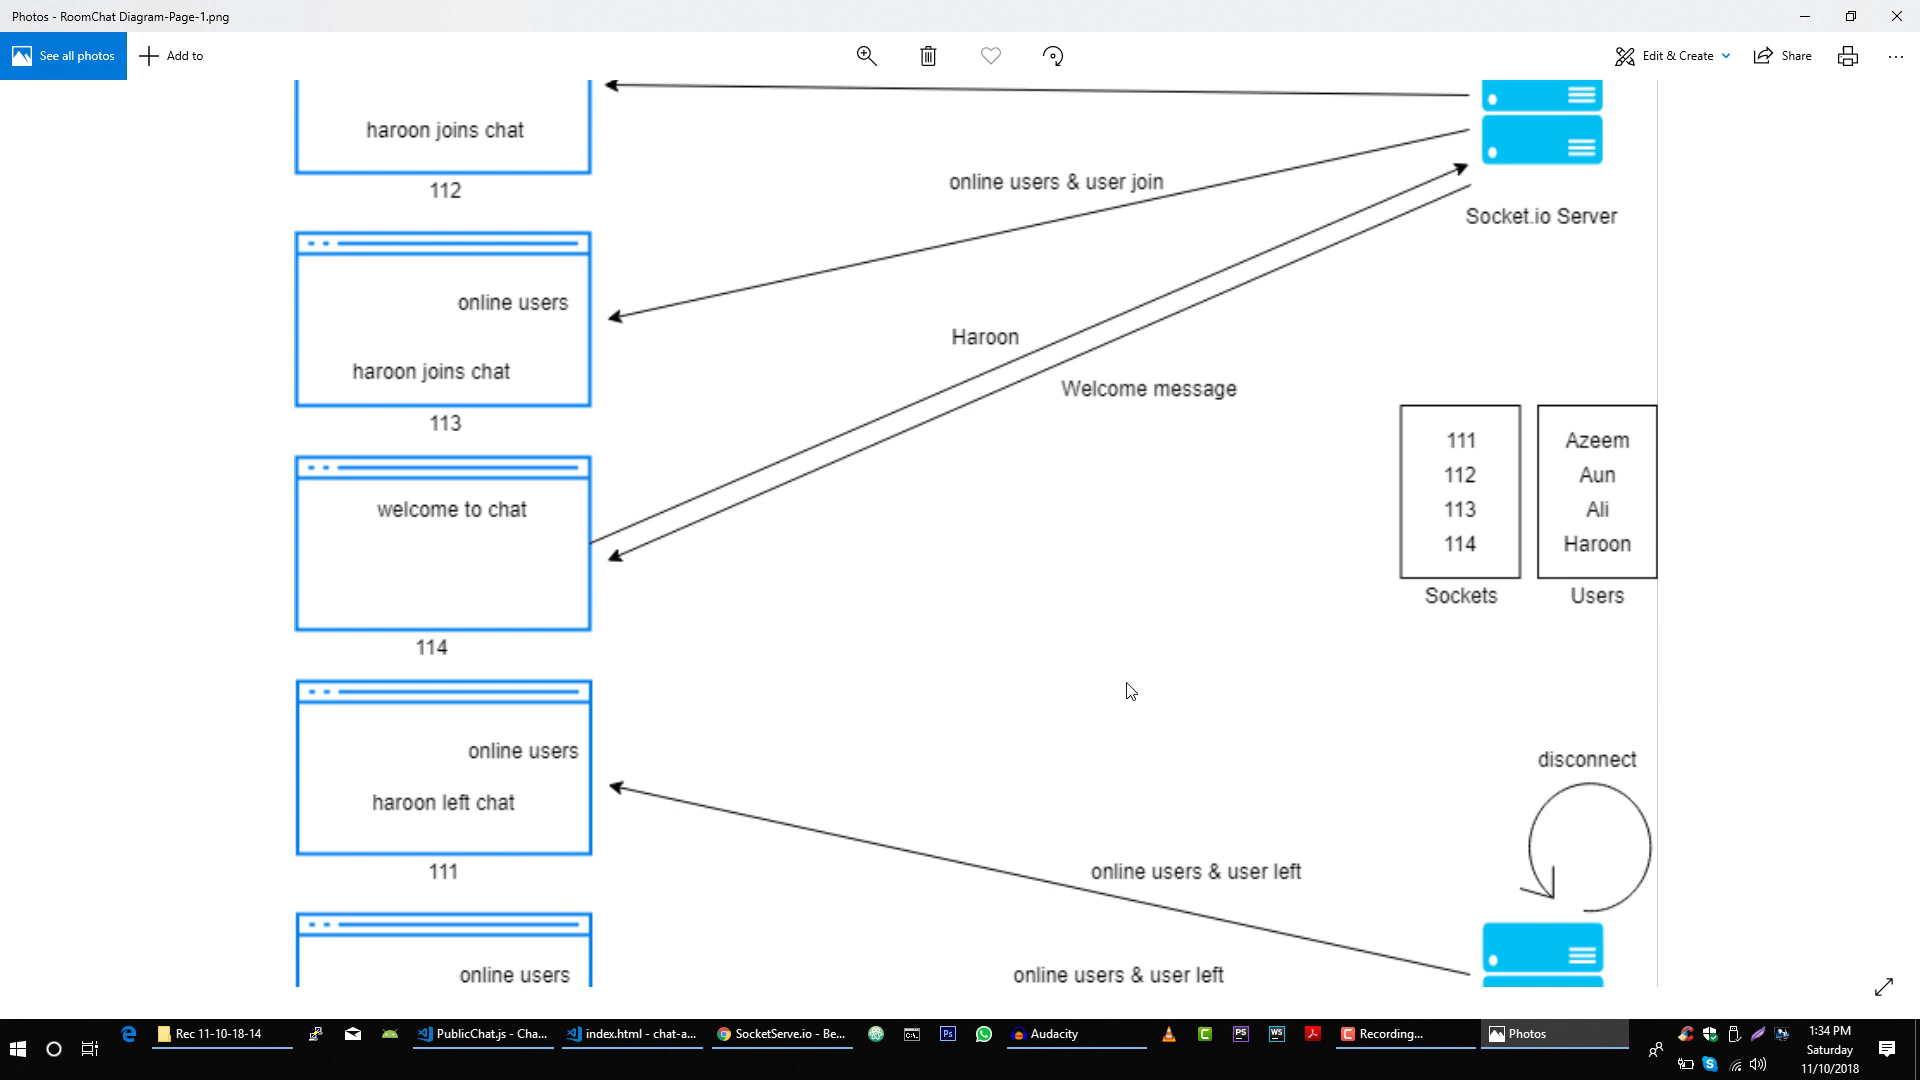 Photos - RoomChat Diagram-Page-1.png
See all photos
Add to
Edit & Create
Share
haroon joins chat
112
online users & user join
Socket.io Server
online users
haroon joins chat
113
Haroon
Welcome message
welcome to chat
114
111 Azeem
112 Aun
113 Ali
114 Haroon
Sockets Users
online users
haroon left chat
111
disconnect
online users & user left
online users
online users & user left
Rec 11-10-18-14
PublicChat.js - Cha...
index.html - chat-a...
SocketServe.io - Be...
Ps
Audacity
C
PS
WS
Recording...
Photos
1:34 PM
Saturday
11/10/2018